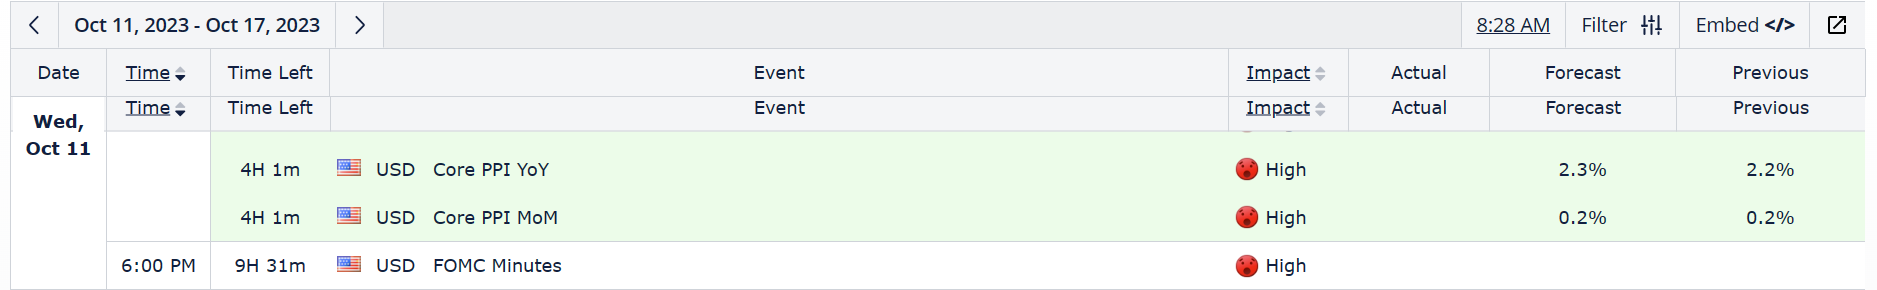 Oct 11, 2023 - Oct 17, 2023 8:28 AM Filter Embed </>
Date Time Time Left Event Impact Actual Forecast Previous
Time Time Left Event Impact Actual Forecast Previous
Wed,
Oct 11
4H 1m USD Core PPI YoY High 2.3% 2.2%
4H 1m USD Core PPI MoM High 0.2% 0.2%
6:00 PM 9H 31m USD FOMC Minutes High